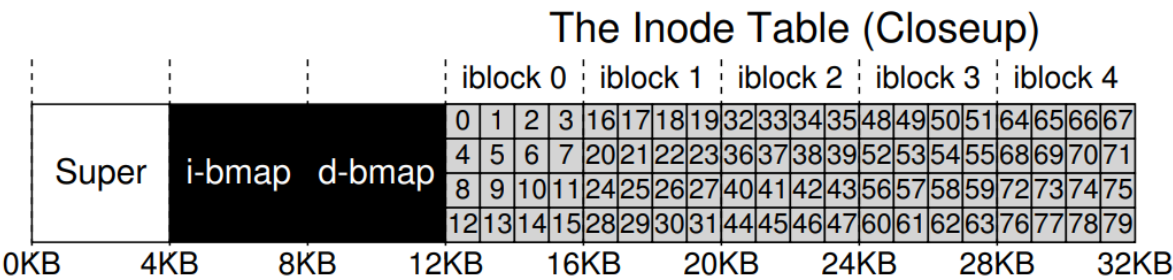 The Inode Table (Closeup)
iblock 0 iblock 1 iblock 2 iblock 3 iblock 4
0 1 2 3 16 17 18 19 32 33 34 35 48 49 50 51 64 65 66 67
4 5 6 7 20 21 22 23 36 37 38 39 52 53 54 55 68 69 70 71
Super i-bmap d-bmap
8 9 10 11 24 25 26 27 40 41 42 43 56 57 58 59 72 73 74 75
12 13 14 15 28 29 30 31 44 45 46 47 60 61 62 63 76 77 78 79
0KB 4KB 8KB 12KB 16KB 20KB 24KB 28KB 32KB